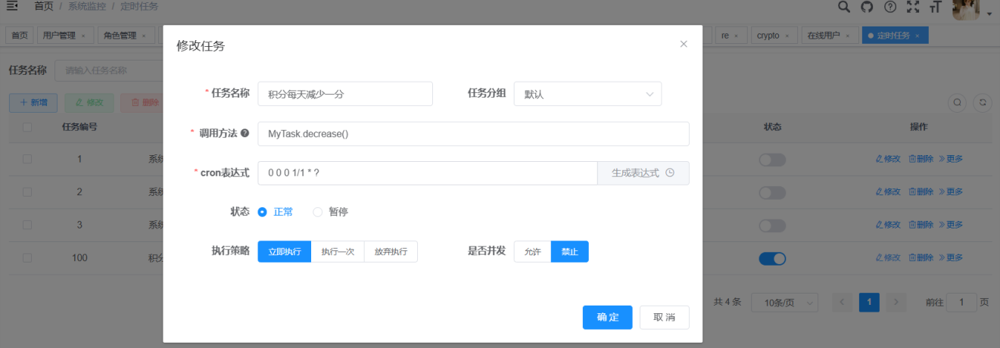 首页 / 系统监控 / 定时任务
首页
用户管理 ×
角色管理 ×
re ×
crypto ×
在线用户 ×
定时任务 ×
任务名称 请输入任务名称
+ 新增
修改
删除
任务编号
状态
操作
1
修改 删除 更多
2
修改 删除 更多
3
修改 删除 更多
100
修改 删除 更多
共 4 条 10条/页 < 1 > 前往 1 页
修改任务
* 任务名称 积分每天减少一分 任务分组 默认
* 调用方法 MyTask.decrease()
* cron表达式 0 0 0 1/1 * ? 生成表达式
状态 正常 暂停
执行策略 立即执行 执行一次 放弃执行 是否并发 允许 禁止
确 定 取 消